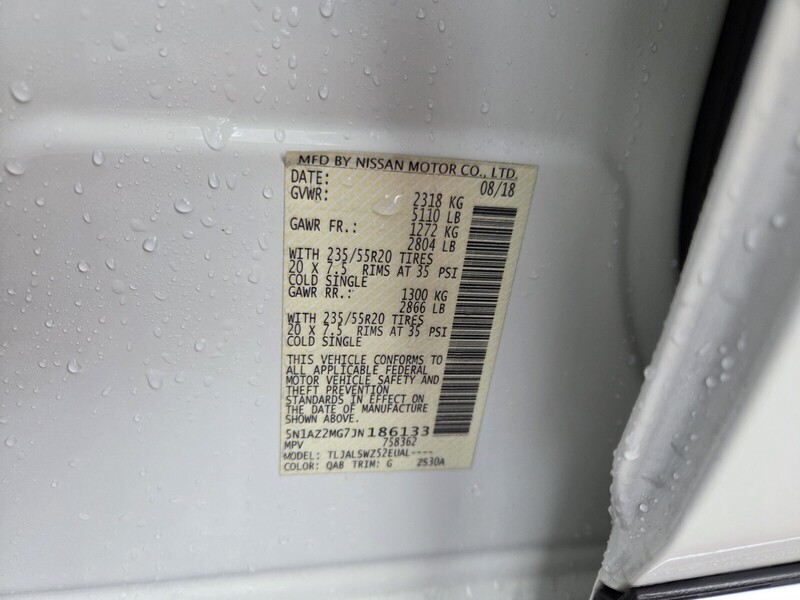 MFD BY NISSAN MOTOR CO., LTD.
DATE: 08/18
GVWR: 2318 KG
5110 LB
GAWR FR.: 1272 KG
2804 LB
WITH 235/55R20 TIRES
20 X 7.5 RIMS AT 35 PSI
COLD SINGLE
GAWR RR.: 1300 KG
2866 LB
WITH 235/55R20 TIRES
20 X 7.5 RIMS AT 35 PSI
COLD SINGLE
THIS VEHICLE CONFORMS TO
ALL APPLICABLE FEDERAL
MOTOR VEHICLE SAFETY AND
THEFT PREVENTION
STANDARDS IN EFFECT ON
THE DATE OF MANUFACTURE
SHOWN ABOVE.
5N1AZ2MG7JN186133
MPV 758362
MODEL: TLJALSWZ52EUAL----
COLOR: QAB TRIM: G ZS30A